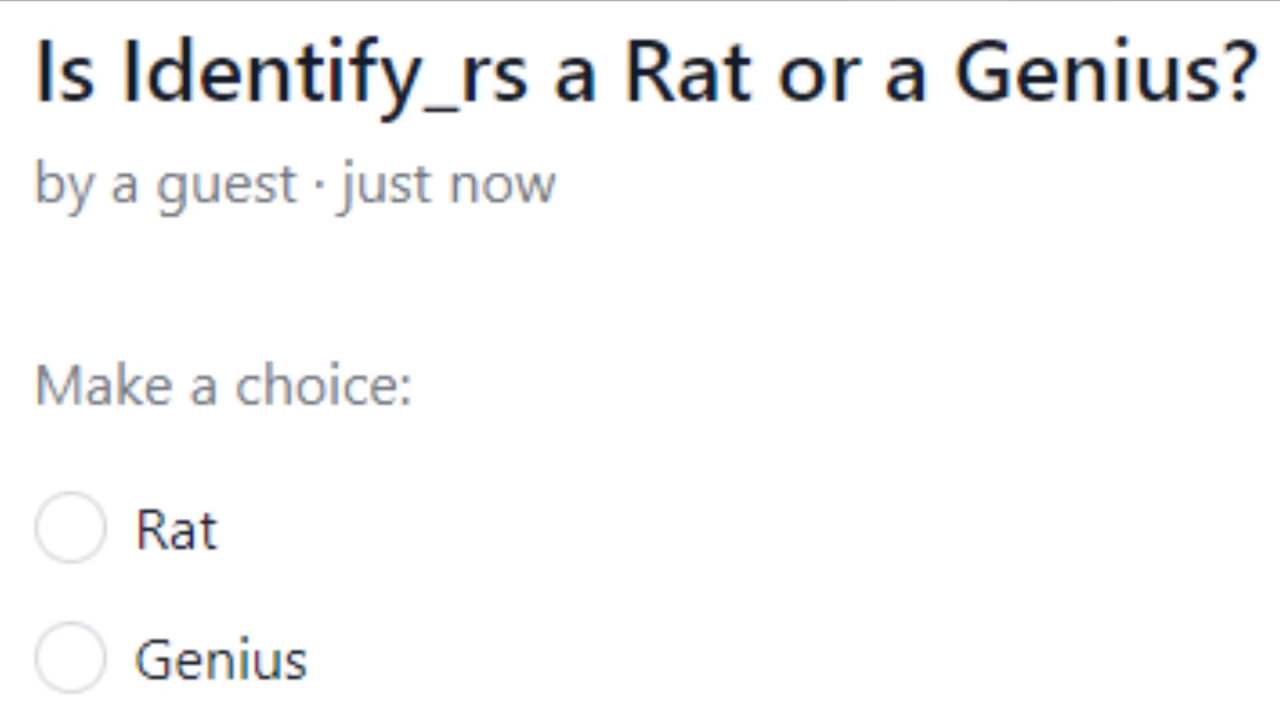 Is Identify_rs a Rat or a Genius?
by a guest · just now
Make a choice:
Rat
Genius